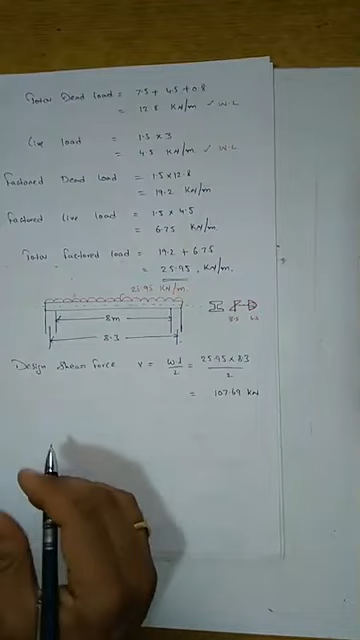 Total Dead load = 7.5 + 4.5 + 0.8
= 12.8 KN/m ✓ W.L
Live load = 1.5 × 3
= 4.5 KN/m ✓ W.L
Factored Dead load = 1.5 × 12.8
= 19.2 KN/m
Factored Live load = 1.5 × 4.5
= 6.75 KN/m.
Total factored load = 19.2 + 6.75
= 25.95 KN/m.
25.95 KN/m.
8m
8.3
Design Shear force V = w.l/2 = 25.95 × 8.3/2
= 107.69 KN